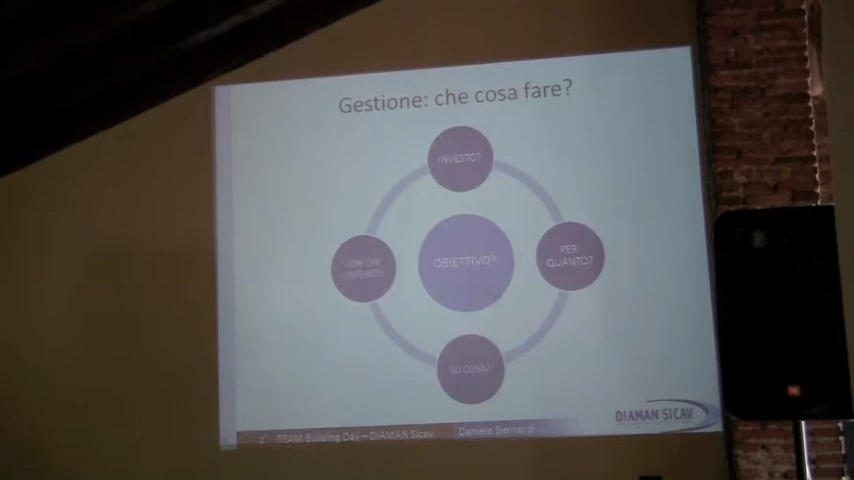 Gestione: che cosa fare?
INVESTO?
CON CHE
CRITERIO?
OBIETTIVO?
PER
QUANTO?
SU COSA?
DIAMAN SICAV
1° TEAM Building Day – DIAMAN Sicav Daniele Bernardi